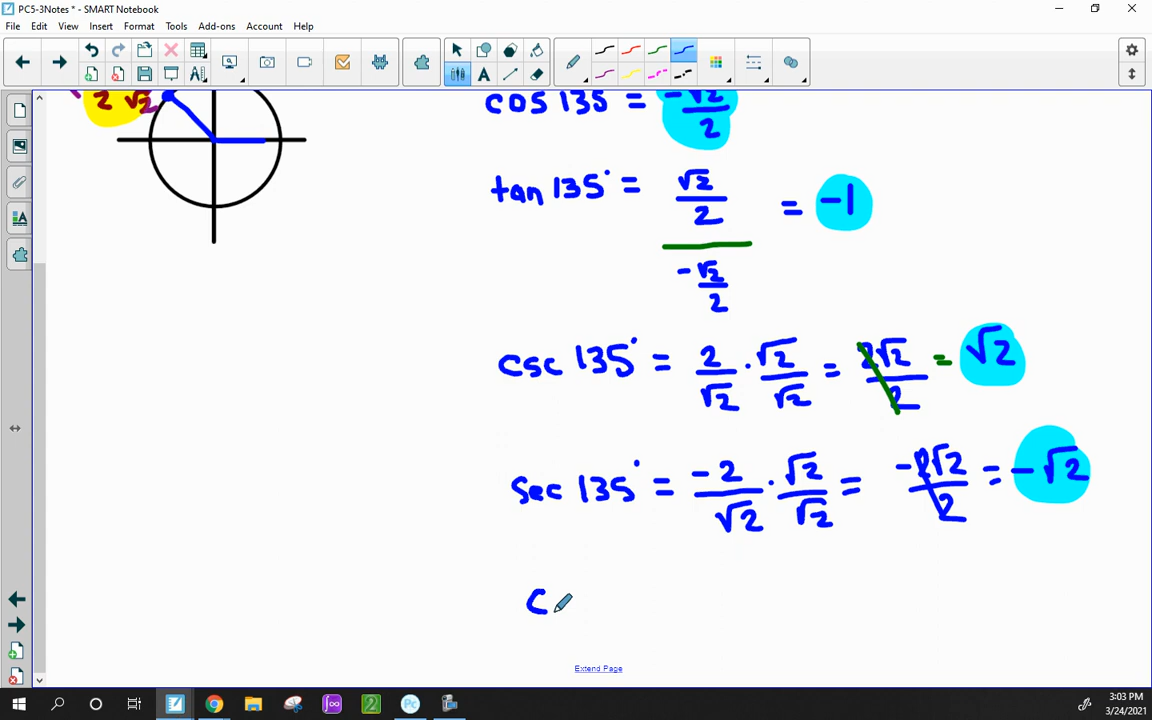 PC5-3Notes * - SMART Notebook
File Edit View Insert Format Tools Add-ons Account Help
2 √2
cos 135 = -√2/2
tan 135° = (√2/2)/(-√2/2) = -1
csc 135° = 2/√2 · √2/√2 = 2√2/2 = √2
sec 135° = -2/√2 · √2/√2 = -2√2/2 = -√2
C
Extend Page
3:03 PM
3/24/2021